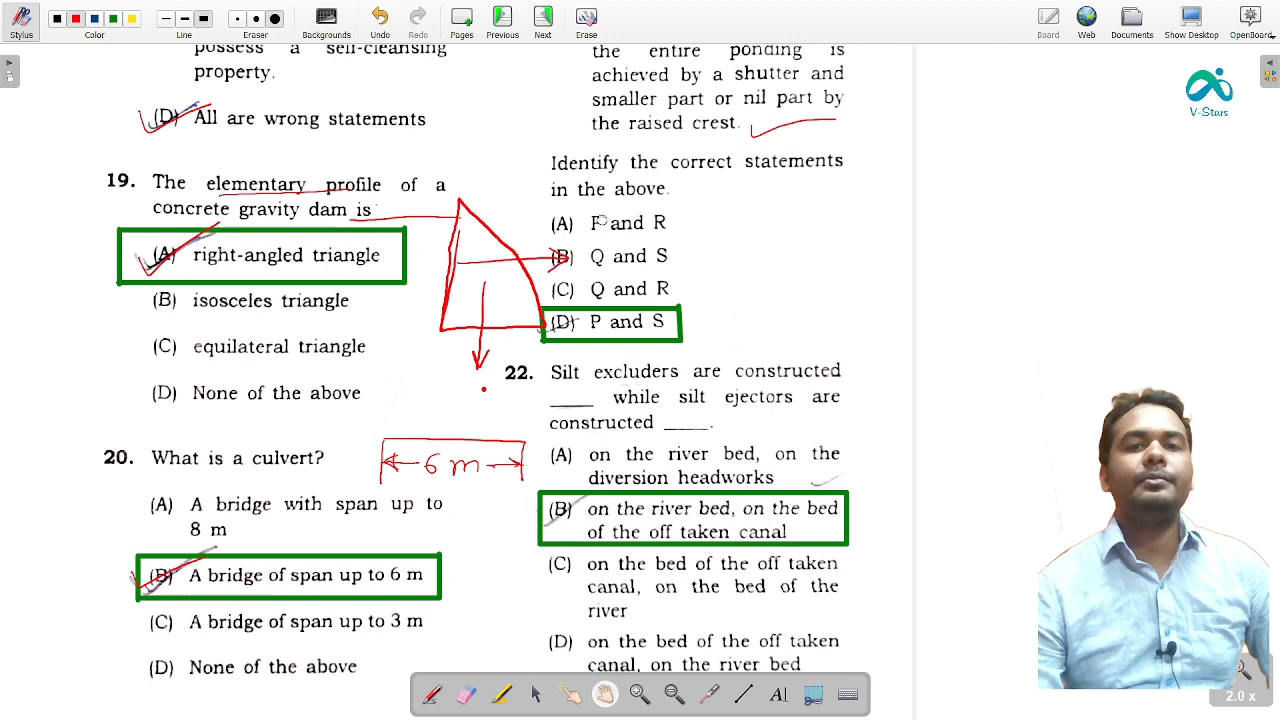 Stylus
Color
Line
Eraser
Backgrounds
Undo
Redo
Pages
Previous
Next
Erase
Board
Web
Documents
Show Desktop
OpenBoard
possess a self-cleansing
property.
(D) All are wrong statements
19. The elementary profile of a
concrete gravity dam is
(A) right-angled triangle
(B) isosceles triangle
(C) equilateral triangle
(D) None of the above
20. What is a culvert?
6 m
(A) A bridge with span up to
8 m
(B) A bridge of span up to 6 m
(C) A bridge of span up to 3 m
(D) None of the above
the entire ponding is
achieved by a shutter and
smaller part or nil part by
the raised crest.
Identify the correct statements
in the above.
(A) P and R
(B) Q and S
(C) Q and R
(D) P and S
22. Silt excluders are constructed
____ while silt ejectors are
constructed ____.
(A) on the river bed, on the
diversion headworks
(B) on the river bed, on the bed
of the off taken canal
(C) on the bed of the off taken
canal, on the bed of the
river
(D) on the bed of the off taken
canal, on the river bed
V-Stars
AI
2.0 x